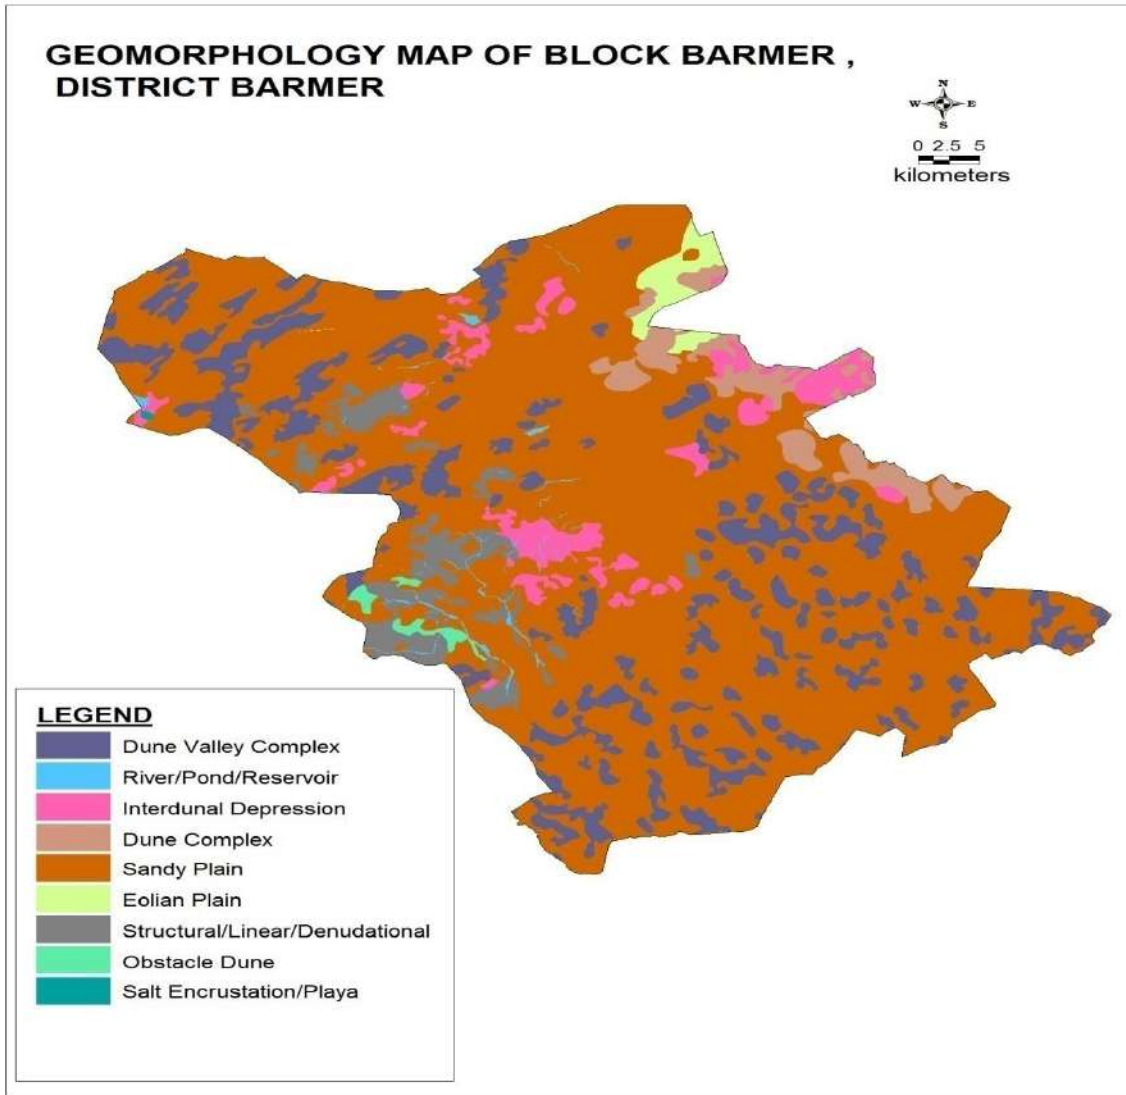 GEOMORPHOLOGY MAP OF BLOCK BARMER ,
DISTRICT BARMER
N
W E
S
0 2.5 5
kilometers
LEGEND
Dune Valley Complex
River/Pond/Reservoir
Interdunal Depression
Dune Complex
Sandy Plain
Eolian Plain
Structural/Linear/Denudational
Obstacle Dune
Salt Encrustation/Playa